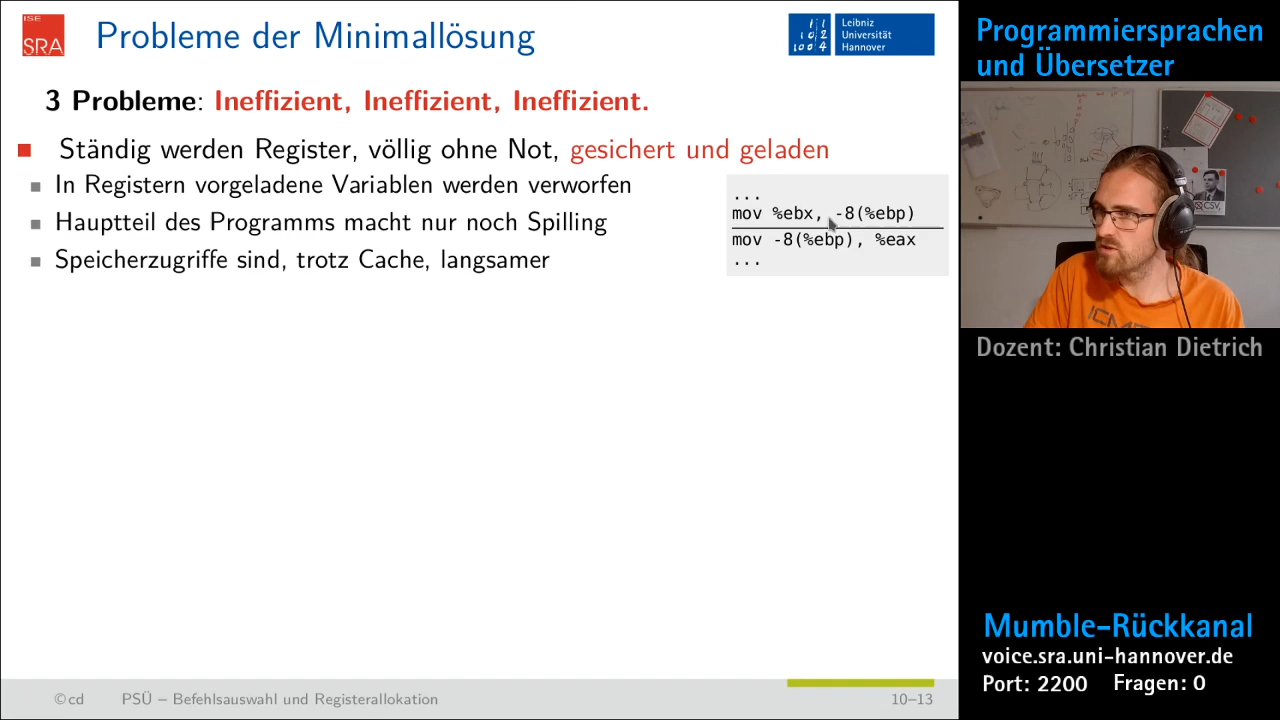 ISE
SRA
Probleme der Minimallösung
Leibniz
Universität
Hannover
3 Probleme: Ineffizient, Ineffizient, Ineffizient.
Ständig werden Register, völlig ohne Not, gesichert und geladen
In Registern vorgeladene Variablen werden verworfen
Hauptteil des Programms macht nur noch Spilling
Speicherzugriffe sind, trotz Cache, langsamer
...
mov %ebx, -8(%ebp)
mov -8(%ebp), %eax
...
©cd PSÜ – Befehlsauswahl und Registerallokation 10–13
Programmiersprachen
und Übersetzer
CSV
Dozent: Christian Dietrich
Mumble-Rückkanal
voice.sra.uni-hannover.de
Port: 2200 Fragen: 0